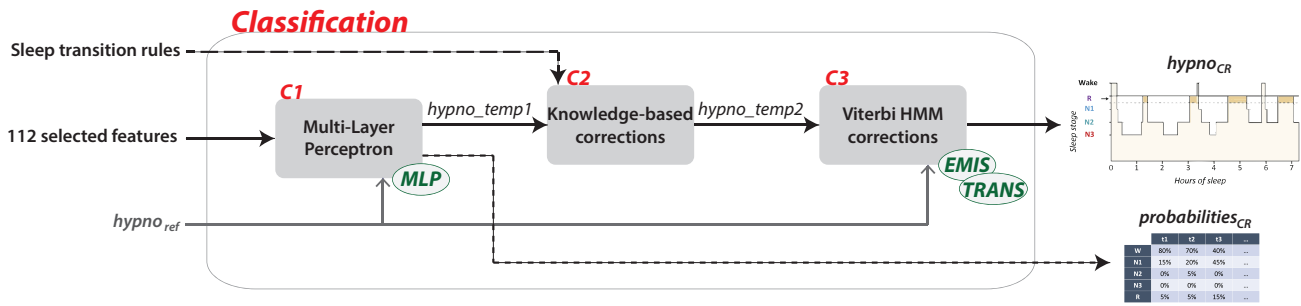 Classification
Sleep transition rules
C1
C2
C3
hypno_temp1
hypno_temp2
112 selected features
Multi-Layer
Perceptron
Knowledge-based
corrections
Viterbi HMM
corrections
MLP
EMIS
TRANS
hypno ref
hypnoCR
Wake
R
N1
N2
N3
Sleep stage
0 1 2 3 4 5 6 7
Hours of sleep
probabilitiesCR
t1 t2 t3 ...
W 80% 70% 40% ...
N1 15% 20% 45% ...
N2 0% 5% 0% ...
N3 0% 0% 0% ...
R 5% 5% 15% ...